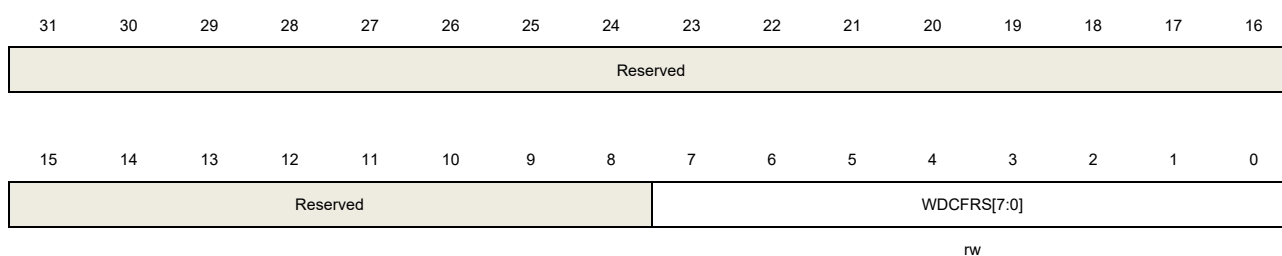 31 30 29 28 27 26 25 24 23 22 21 20 19 18 17 16
Reserved
15 14 13 12 11 10 9 8 7 6 5 4 3 2 1 0
Reserved WDCFRS[7:0]
rw